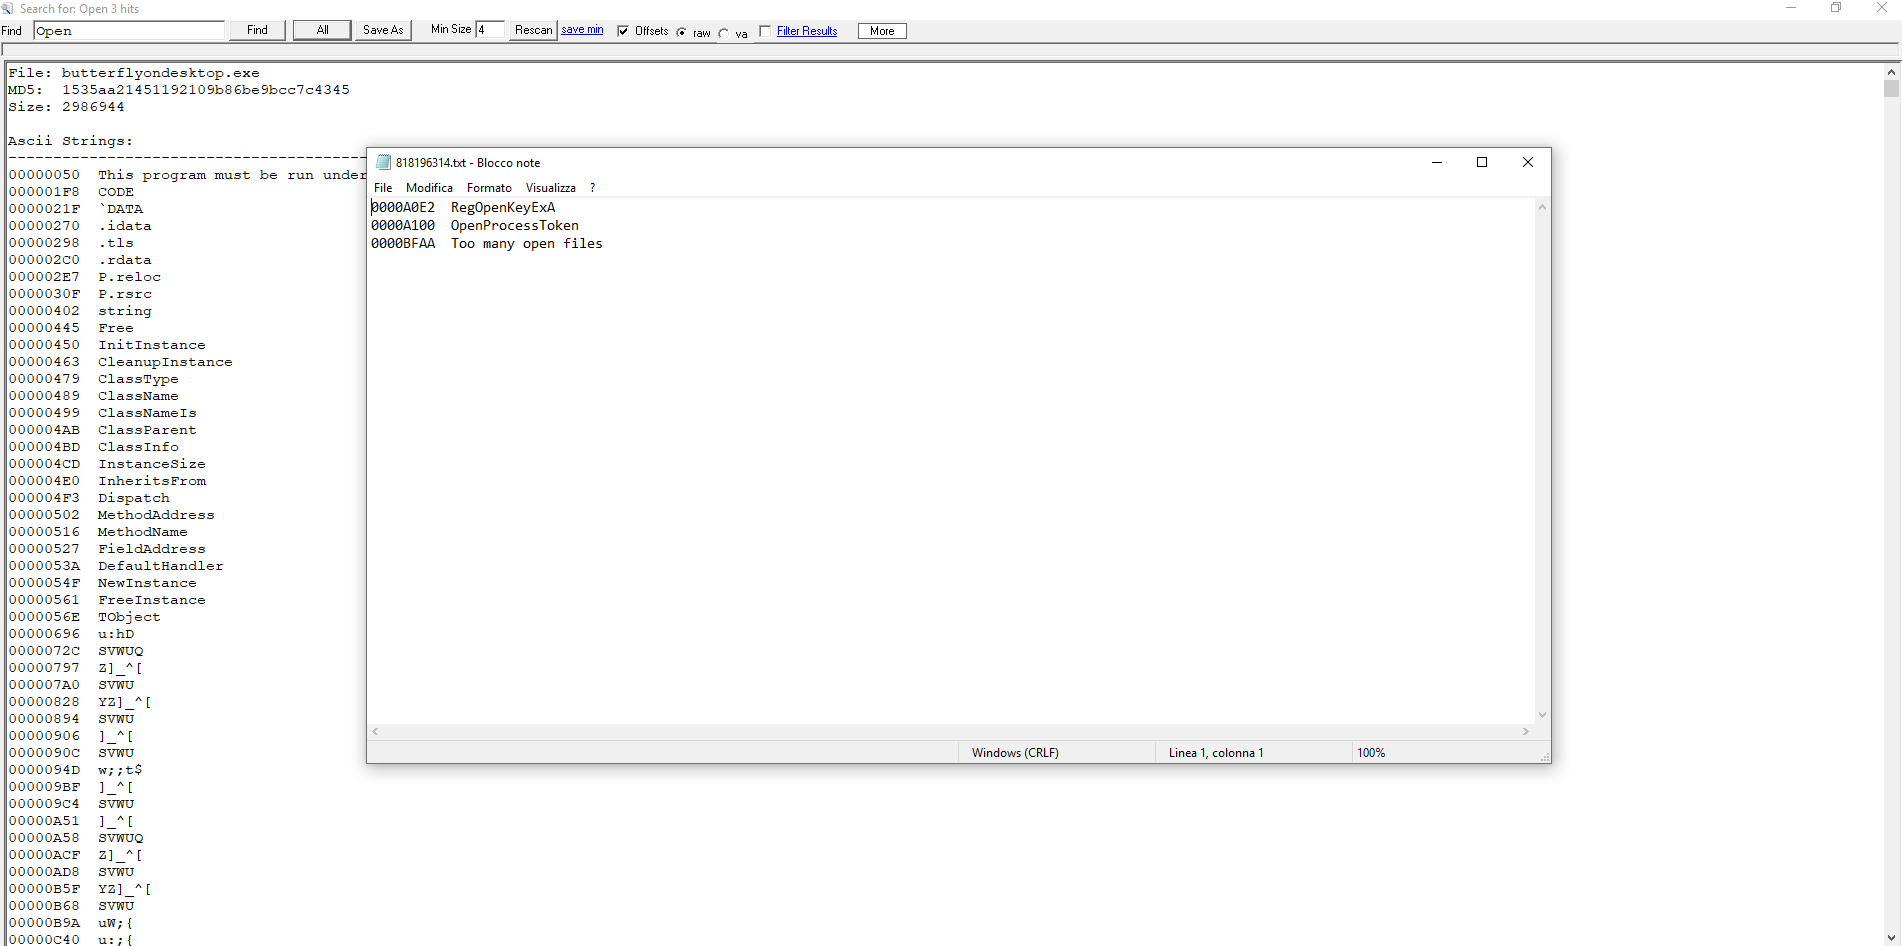 Search for: Open 3 hits
Find Open Find All Save As Min Size 4 Rescan save min Offsets raw va Filter Results More
File: butterflyondesktop.exe
MD5: 1535aa21451192109b86be9bcc7c4345
Size: 2986944
Ascii Strings:
---------------------------------------
00000050 This program must be run under
000001F8 CODE
0000021F `DATA
00000270 .idata
00000298 .tls
000002C0 .rdata
000002E7 P.reloc
0000030F P.rsrc
00000402 string
00000445 Free
00000450 InitInstance
00000463 CleanupInstance
00000479 ClassType
00000489 ClassName
00000499 ClassNameIs
000004AB ClassParent
000004BD ClassInfo
000004CD InstanceSize
000004E0 InheritsFrom
000004F3 Dispatch
00000502 MethodAddress
00000516 MethodName
00000527 FieldAddress
0000053A DefaultHandler
0000054F NewInstance
00000561 FreeInstance
0000056E TObject
00000696 u:hD
0000072C SVWUQ
00000797 Z]_^[
000007A0 SVWU
00000828 YZ]_^[
00000894 SVWU
00000906 ]_^[
0000090C SVWU
0000094D w;;t$
000009BF ]_^[
000009C4 SVWU
00000A51 ]_^[
00000A58 SVWUQ
00000ACF Z]_^[
00000AD8 SVWU
00000B5F YZ]_^[
00000B68 SVWU
00000B9A uW;{
00000C40 u:;{
818196314.txt - Blocco note
File Modifica Formato Visualizza ?
0000A0E2 RegOpenKeyExA
0000A100 OpenProcessToken
0000BFAA Too many open files
Windows (CRLF) Linea 1, colonna 1 100%